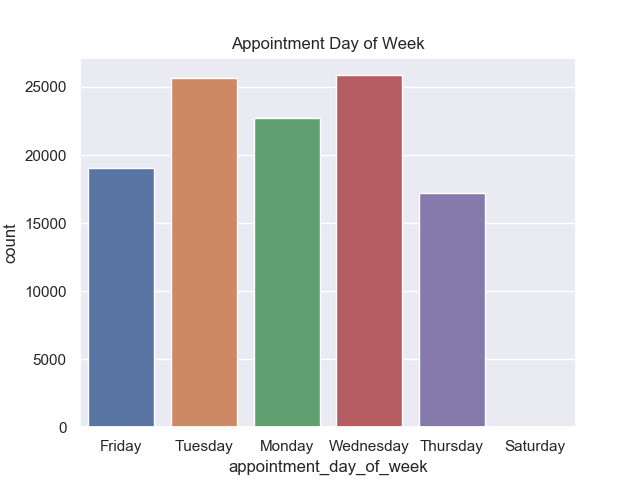 Appointment Day of Week
25000
20000
15000
10000
5000
0
count
Friday Tuesday Monday Wednesday Thursday Saturday
appointment_day_of_week